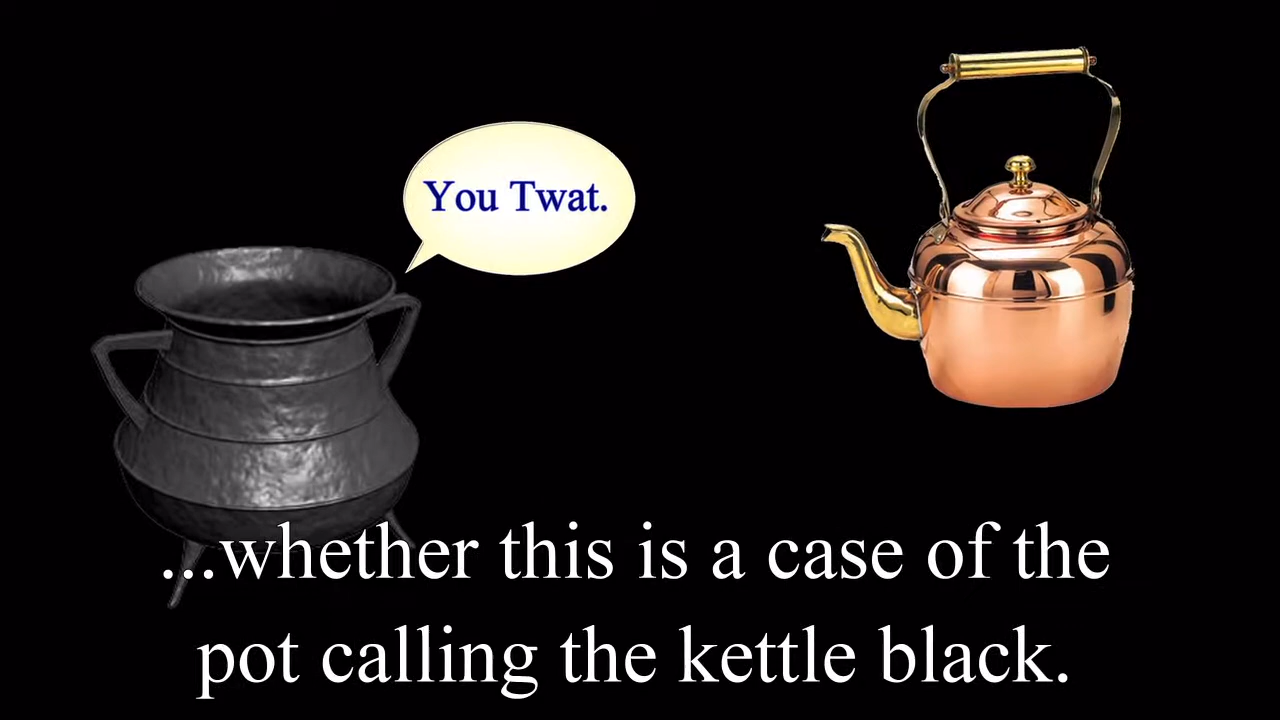 You Twat.
...whether this is a case of the
pot calling the kettle black.